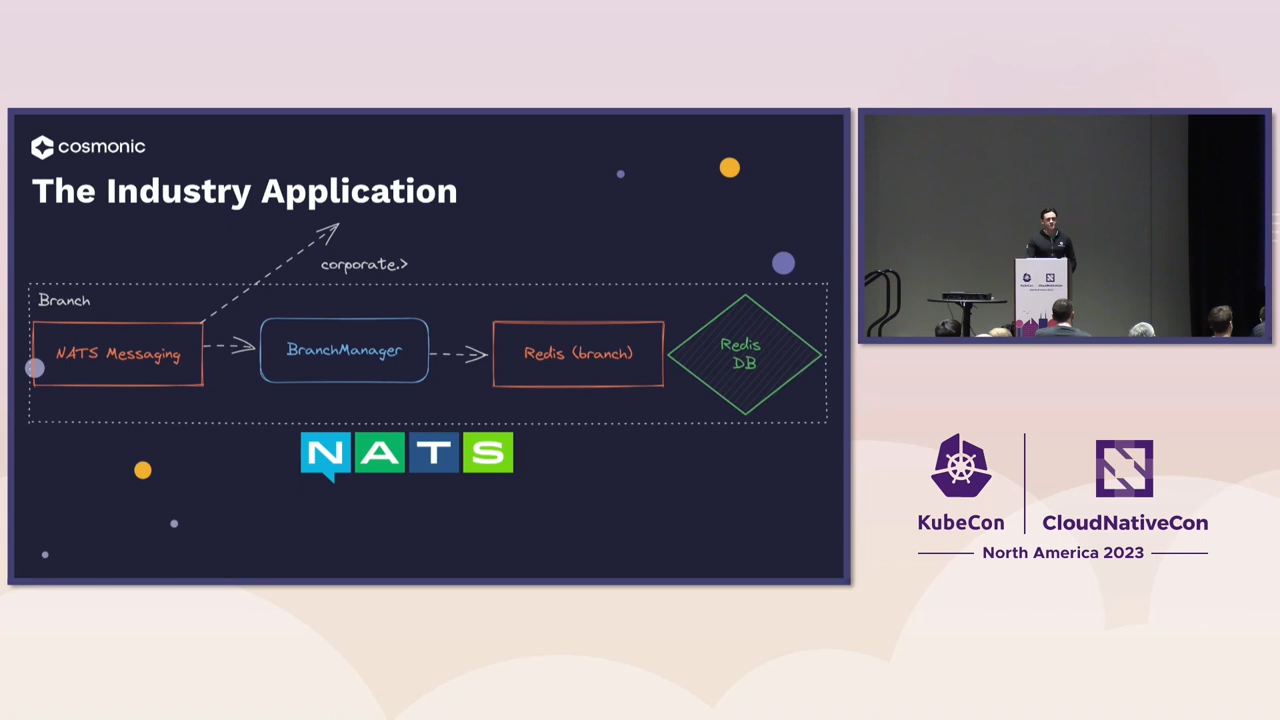 cosmonic
The Industry Application
corporate.>
Branch
NATS Messaging
BranchManager
Redis (branch)
Redis
DB
NATS
KubeCon
CloudNativeCon
North America 2023